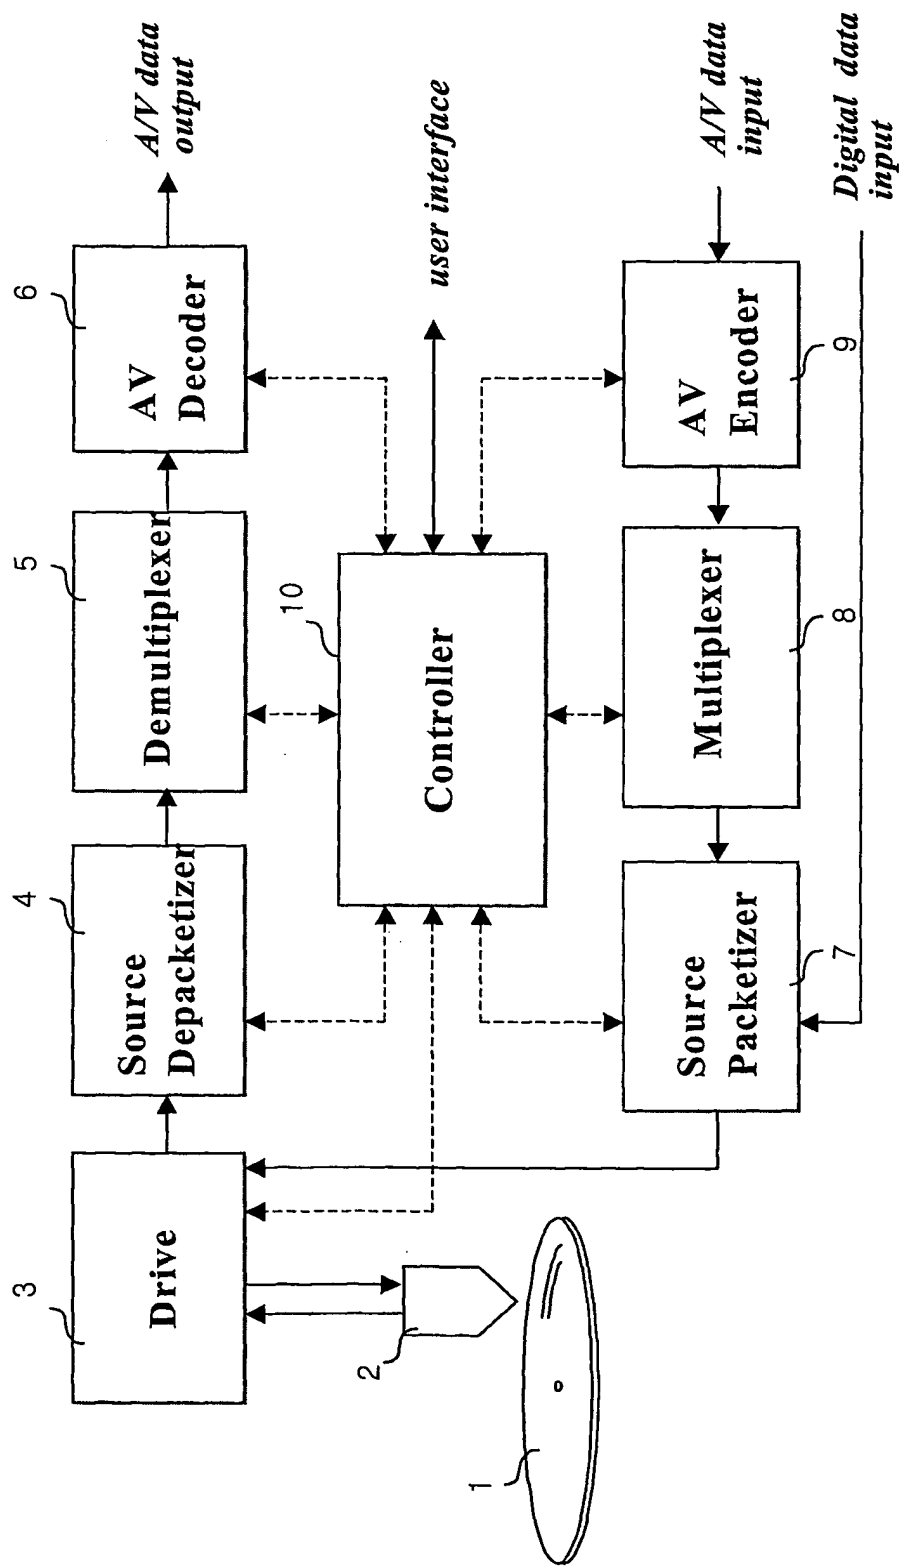 3
Drive
4
Source
Depacketizer
5
Demultiplexer
6
AV
Decoder
A/V data
output
2
10
Controller
user interface
1
7
Source
Packetizer
8
Multiplexer
9
AV
Encoder
A/V data
input
Digital data
input